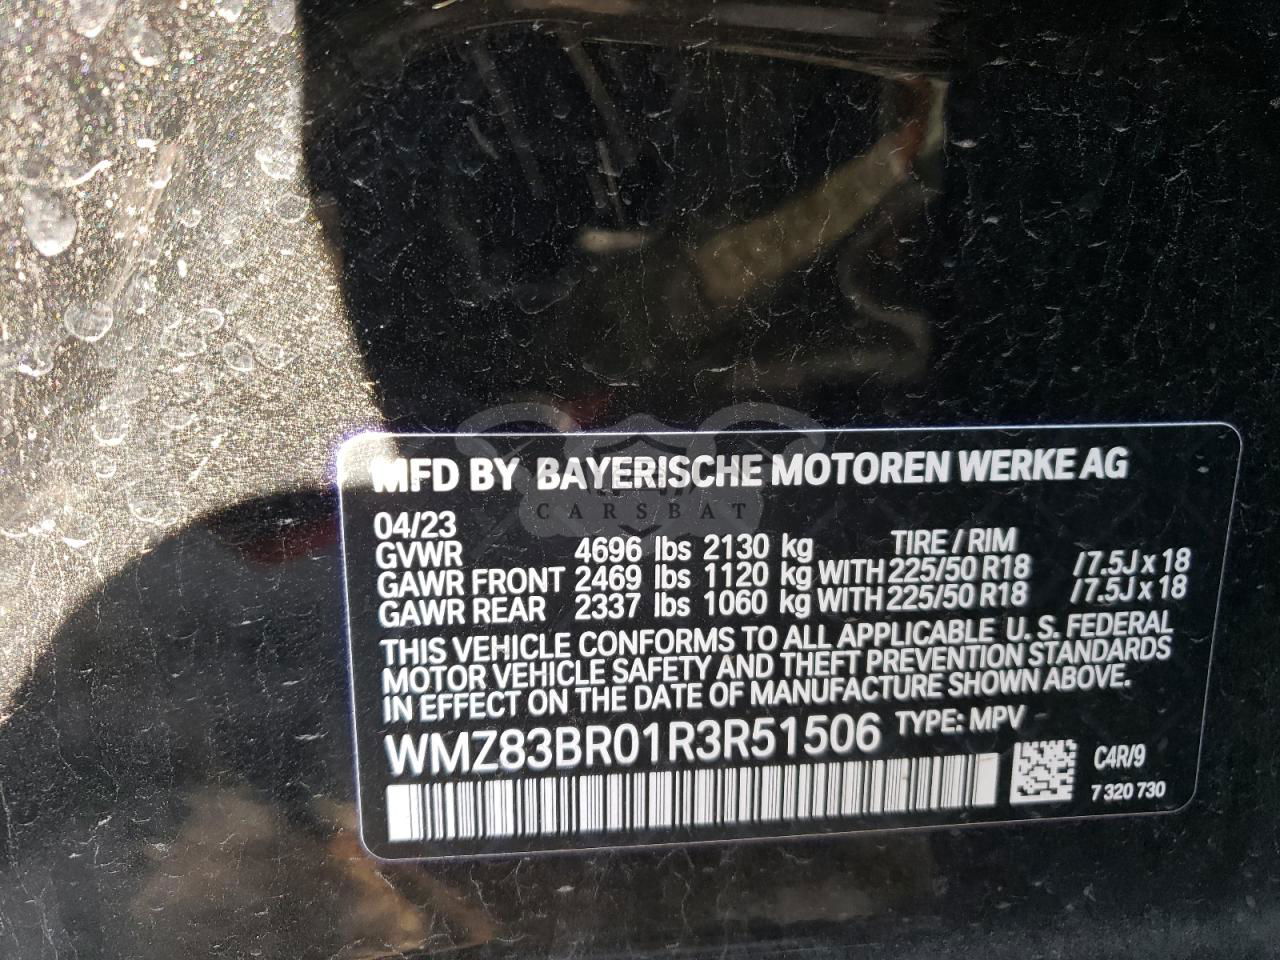 MFD BY BAYERISCHE MOTOREN WERKE AG
CARSBAT
04/23
TIRE / RIM
GVWR 4696 lbs 2130 kg
GAWR FRONT 2469 lbs 1120 kg WITH 225/50 R18 /7.5J x 18
GAWR REAR 2337 lbs 1060 kg WITH 225/50 R18 /7.5J x 18
THIS VEHICLE CONFORMS TO ALL APPLICABLE U. S. FEDERAL
MOTOR VEHICLE SAFETY AND THEFT PREVENTION STANDARDS
IN EFFECT ON THE DATE OF MANUFACTURE SHOWN ABOVE.
WMZ83BR01R3R51506 TYPE: MPV
C4R/9
7 320 730